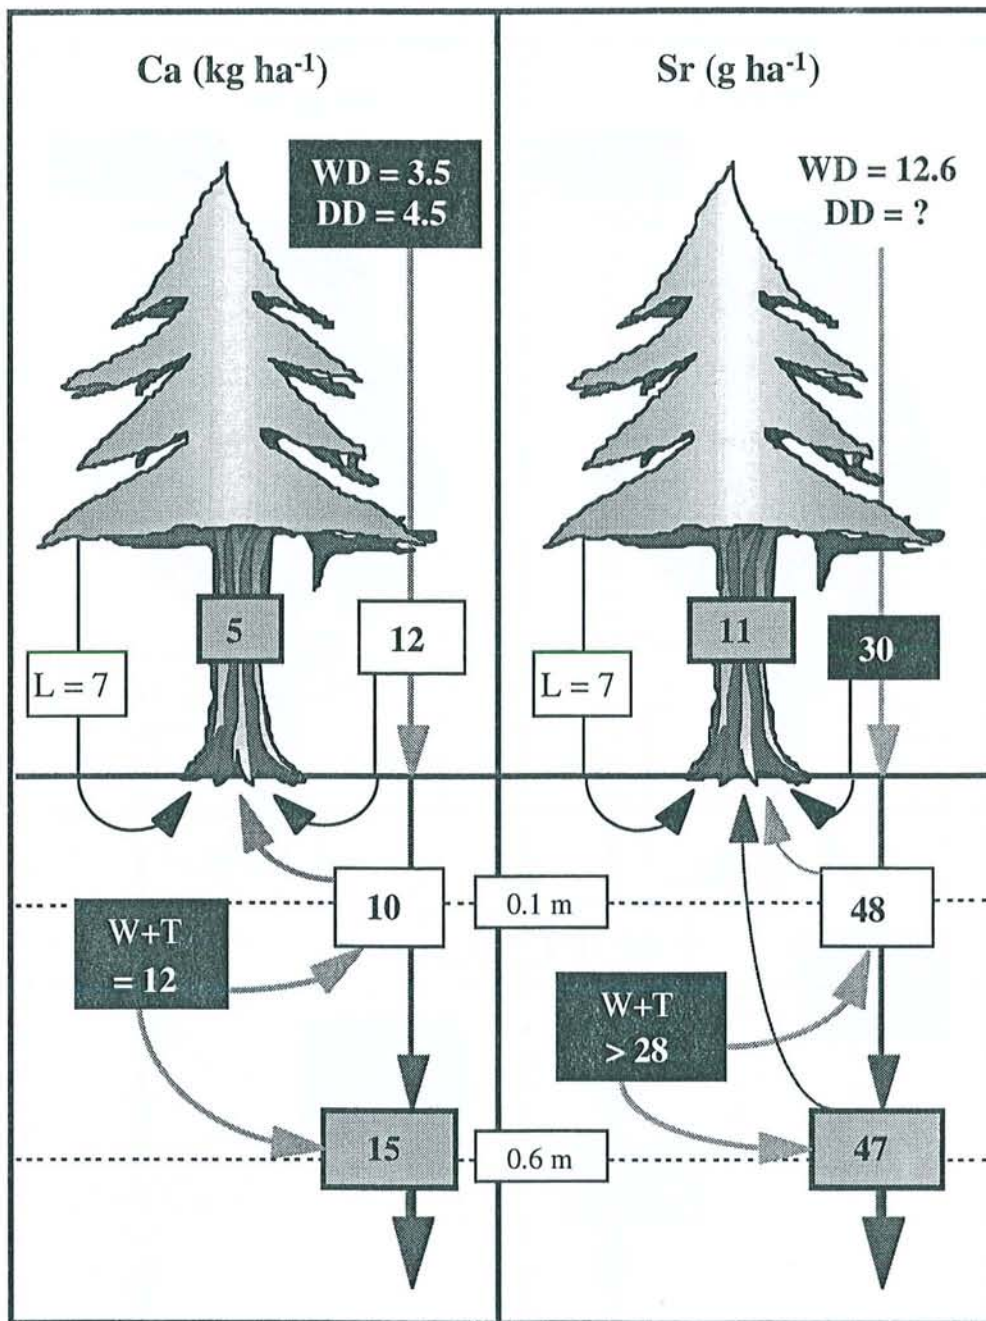 Ca (kg ha⁻¹)
WD = 3.5
DD = 4.5
5
12
L = 7
10
W+T
= 12
15
Sr (g ha⁻¹)
WD = 12.6
DD = ?
11
30
L = 7
0.1 m
48
W+T
> 28
0.6 m
47